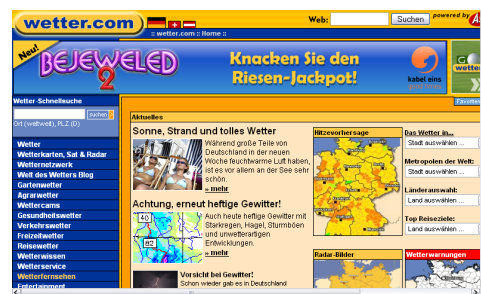 wetter.com
Web:
Suchen
powered by
:: wetter.com :: Home ::
Neu!
BEJEWELED
2
Knacken Sie den
Riesen-Jackpot!
kabel eins
wette
Favoriten
Wetter-Schnellsuche
suchen
Ort (weltweit), PLZ (D)
Wetter
Wetterkarten, Sat & Radar
Wetternetzwerk
Welt des Wetters Blog
Gartenwetter
Agrarwetter
Wettercams
Gesundheitswetter
Verkehrswetter
Freizeitwetter
Reisewetter
Wetterwissen
Wetterservice
Wetterfernsehen
Entertainment
Aktuelles
Sonne, Strand und tolles Wetter
Während große Teile von
Deutschland in der neuen
Woche feuchtwarme Luft haben,
ist es vor allem an der See sehr
schön.
» mehr
Achtung, erneut heftige Gewitter!
40
62
Auch heute heftige Gewitter mit
Starkregen, Hagel, Sturmböen
und unwetterartigen
Entwicklungen.
» mehr
Vorsicht bei Gewitter!
Schon wieder gab es in Deutschland
Hitzevorhersage
Radar-Bilder
Das Wetter in...
Stadt auswählen ...
Metropolen der Welt:
Stadt auswählen ...
Länderauswahl:
Land auswählen ...
Top Reiseziele:
Land auswählen ...
Wetterwarnungen